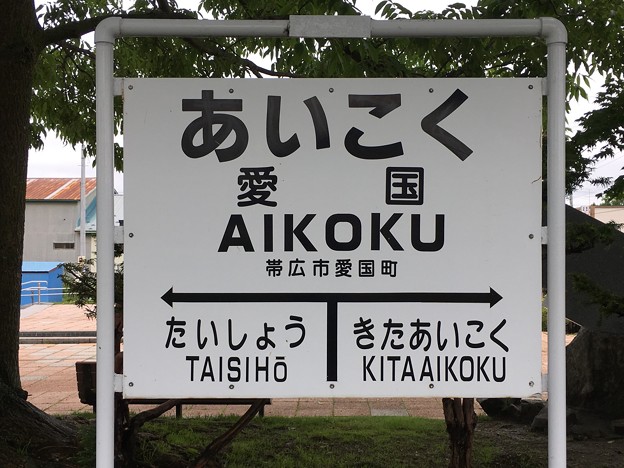 あいこく
愛国
AIKOKU
帯広市愛国町
たいしょう きたあいこく
TAISIHŌ KITAAIKOKU